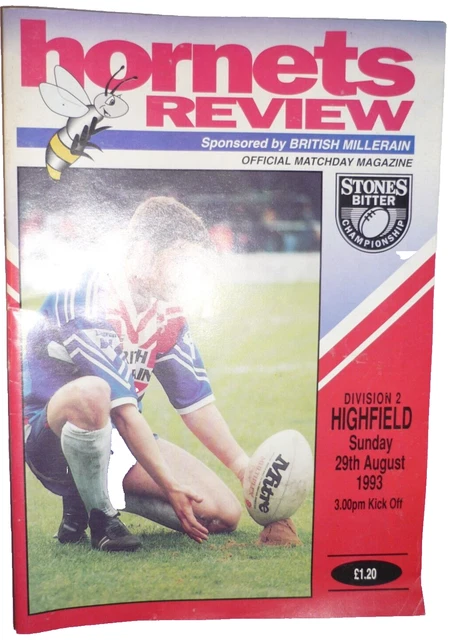 hornets
REVIEW
Sponsored by BRITISH MILLERAIN
OFFICIAL MATCHDAY MAGAZINE
STONES
BITTER
CHAMPIONSHIP
DIVISION 2
HIGHFIELD
Sunday
29th August
1993
3.00pm Kick Off
Mitre
£1.20